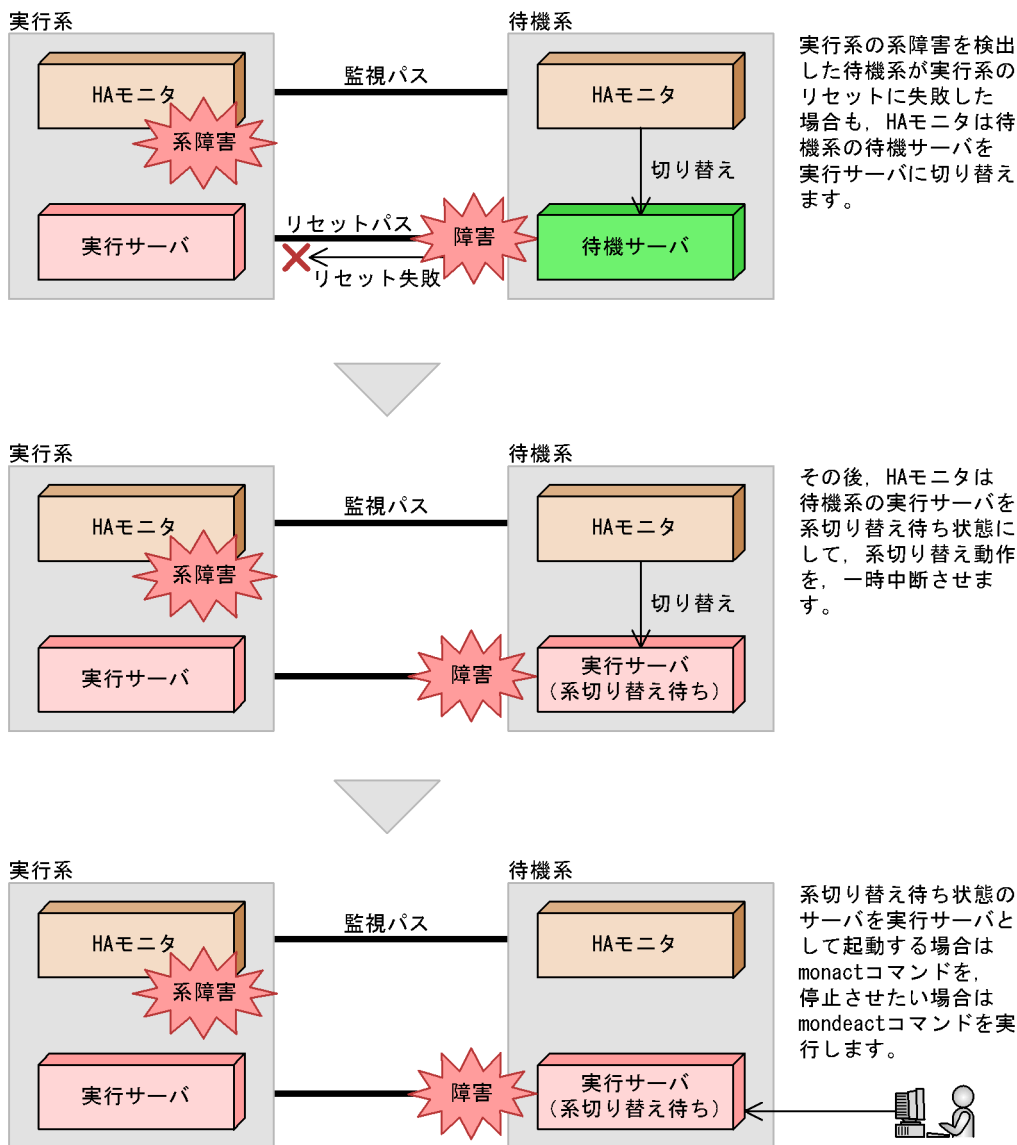 実行系
待機系
HAモニタ
監視パス
HAモニタ
系障害
切り替え
実行サーバ
リセットパス
障害
待機サーバ
リセット失敗
実行系の系障害を検出
した待機系が実行系の
リセットに失敗した
場合も，HAモニタは待
機系の待機サーバを
実行サーバに切り替え
ます。
実行系
待機系
HAモニタ
監視パス
HAモニタ
系障害
切り替え
実行サーバ
障害
実行サーバ
（系切り替え待ち）
その後，HAモニタは
待機系の実行サーバを
系切り替え待ち状態に
して，系切り替え動作
を，一時中断させま
す。
実行系
待機系
HAモニタ
監視パス
HAモニタ
系障害
実行サーバ
障害
実行サーバ
（系切り替え待ち）
系切り替え待ち状態の
サーバを実行サーバと
して起動する場合は
monactコマンドを，
停止させたい場合は
mondeactコマンドを実
行します。